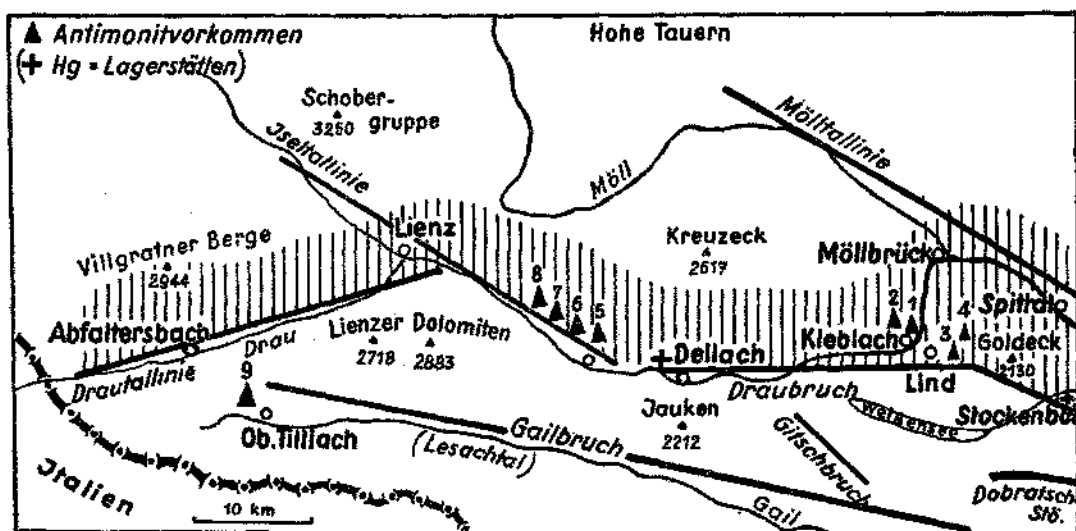 ▲ Antimonitvorkommen
(✚ Hg = Lagerstätten)
Hohe Tauern
Schober-
gruppe
3250
Iseltallinie
Möll
Mölltallinie
Villgratner Berge
2944
Lienz
Kreuzeck
2617
Möllbrück
Spittal
8
7
6
5
2
1
4
3
Abfaltersbach
Drau
Lienzer Dolomiten
2718
2883
Dellach
Kleblach
Goldeck
2130
Drautallinie
9
Draubruch
Lind
Jauken
2212
Weissensee
Stockenboi
Ob. Tilliach
Gailbruch
(Lesachtal)
Gitschbruch
Italien
10 km
Gail
Dobratsch
Stö.